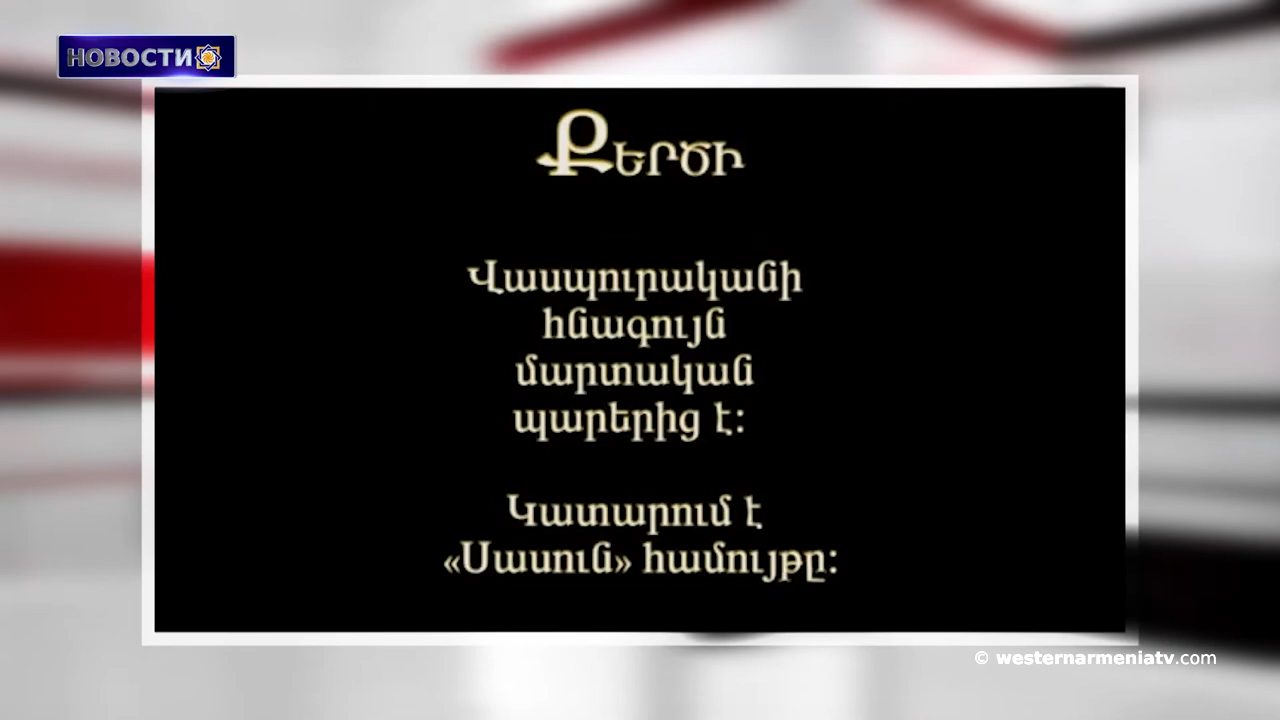 НОВОСТИ
Քերծի
Վասպուրականի
հնագույն
մարտական
պարերից է:
Կատարում է
«Սասուն» համույթը:
© westernarmeniatv.com